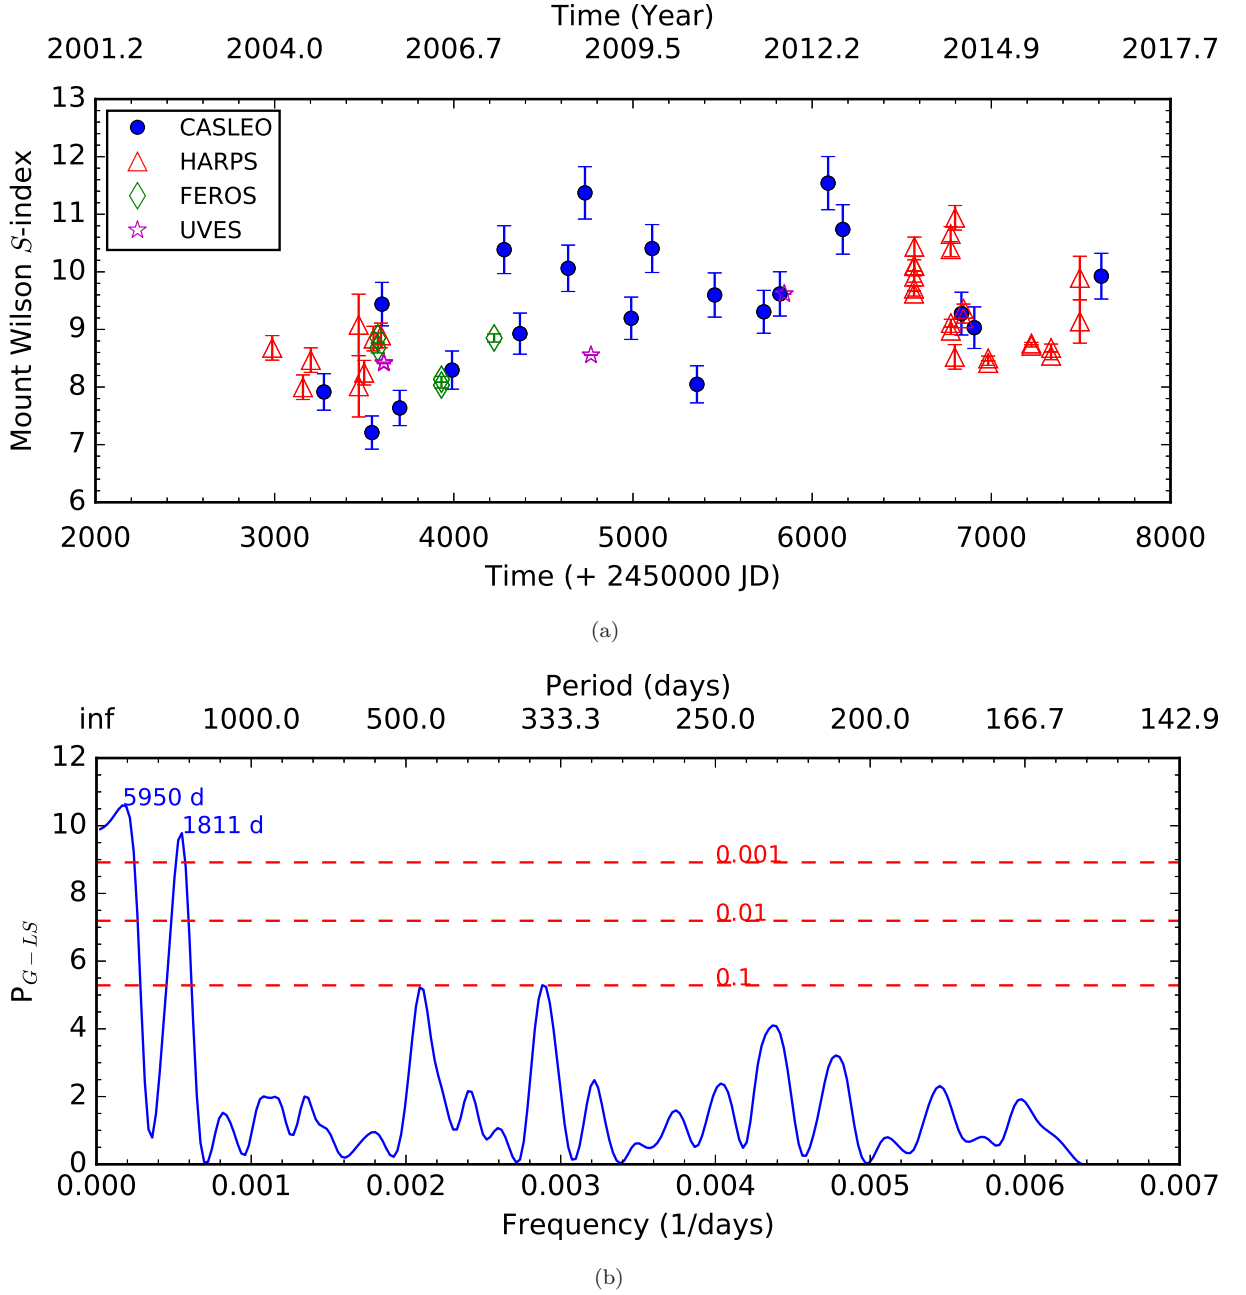 Time (Year)
2001.2 2004.0 2006.7 2009.5 2012.2 2014.9 2017.7
13
12
11
10
9
8
7
6
Mount Wilson S-index
CASLEO
HARPS
FEROS
UVES
2000 3000 4000 5000 6000 7000 8000
Time (+ 2450000 JD)
(a)
Period (days)
inf 1000.0 500.0 333.3 250.0 200.0 166.7 142.9
12
10
8
6
4
2
0
P_{G-LS}
5950 d
1811 d
0.001
0.01
0.1
0.000 0.001 0.002 0.003 0.004 0.005 0.006 0.007
Frequency (1/days)
(b)